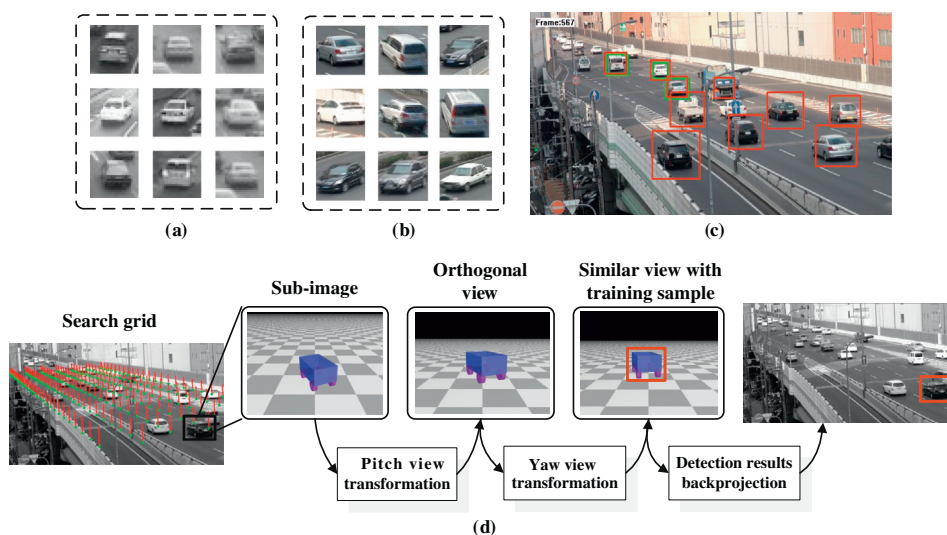 Frame:567
(a)
(b)
(c)
Search grid
Sub-image
Orthogonal
view
Similar view with
training sample
Pitch view
transformation
Yaw view
transformation
Detection results
backprojection
(d)